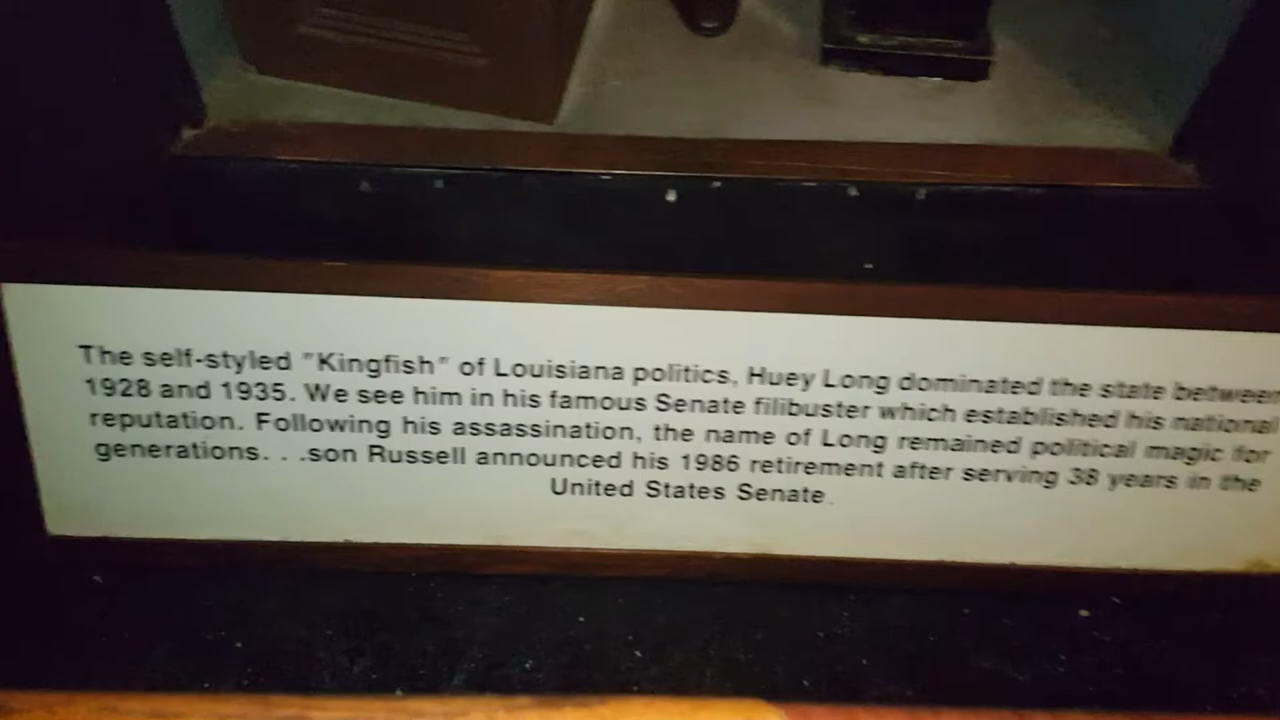 The self-styled "Kingfish" of Louisiana politics, Huey Long dominated the state between
1928 and 1935. We see him in his famous Senate filibuster which established his national
reputation. Following his assassination, the name of Long remained political magic for
generations. . .son Russell announced his 1986 retirement after serving 38 years in the
United States Senate.